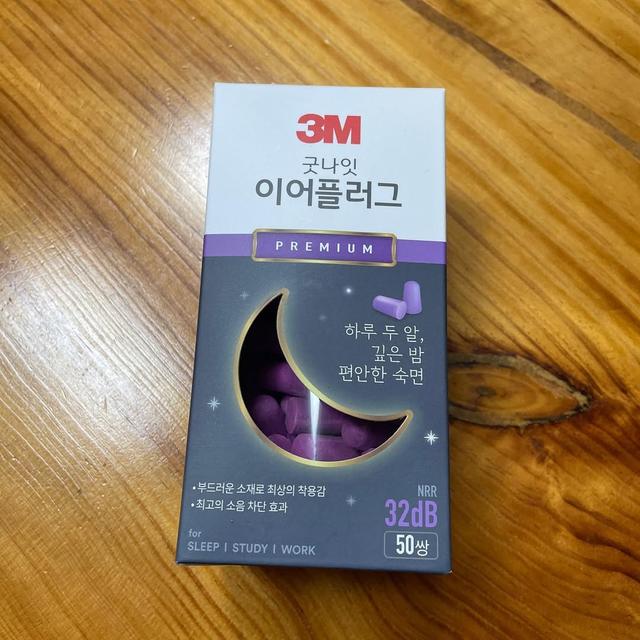 3M
굿나잇
이어플러그
PREMIUM
하루 두 알,
깊은 밤
편안한 숙면
•부드러운 소재로 최상의 착용감
•최고의 소음 차단 효과
NRR
32dB
50쌍
for
SLEEP | STUDY | WORK